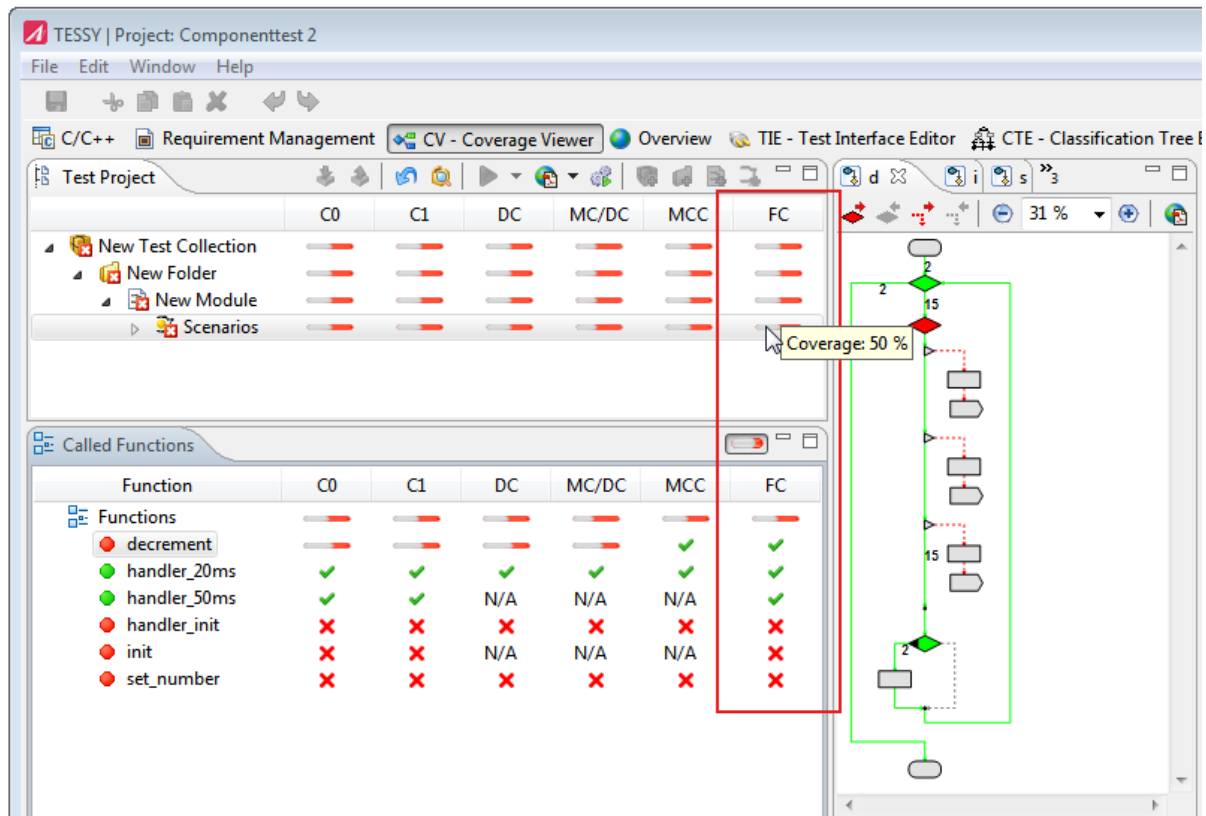 TESSY | Project: Componenttest 2
File Edit Window Help
C/C++ Requirement Management CV - Coverage Viewer Overview TIE - Test Interface Editor CTE - Classification Tree E
Test Project
C0 C1 DC MC/DC MCC FC
New Test Collection
New Folder
New Module
Scenarios
Coverage: 50 %
Called Functions
Function C0 C1 DC MC/DC MCC FC
Functions
decrement
handler_20ms
handler_50ms N/A N/A N/A
handler_init
init N/A N/A N/A
set_number
d i s »3
31 %
2
2
15
15
2